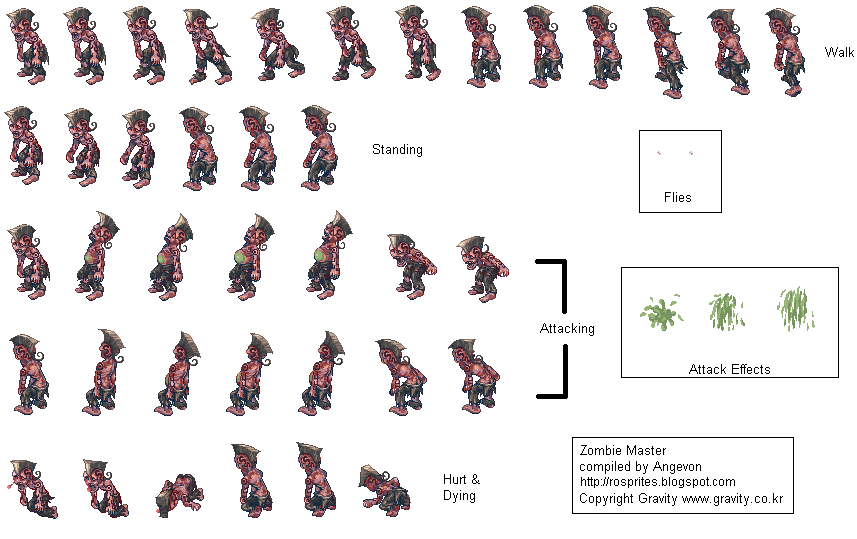 Walk
Standing
Flies
Attacking
Attack Effects
Zombie Master
compiled by Angevon
http://rosprites.blogspot.com
Copyright Gravity www.gravity.co.kr
Hurt &
Dying